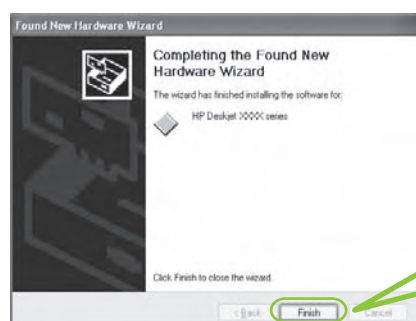 Found New Hardware Wizard
Completing the Found New
Hardware Wizard
The wizard has finished installing the software for:
HP Deskjet XXXX series
Click Finish to close the wizard.
< Back
Finish
Cancel